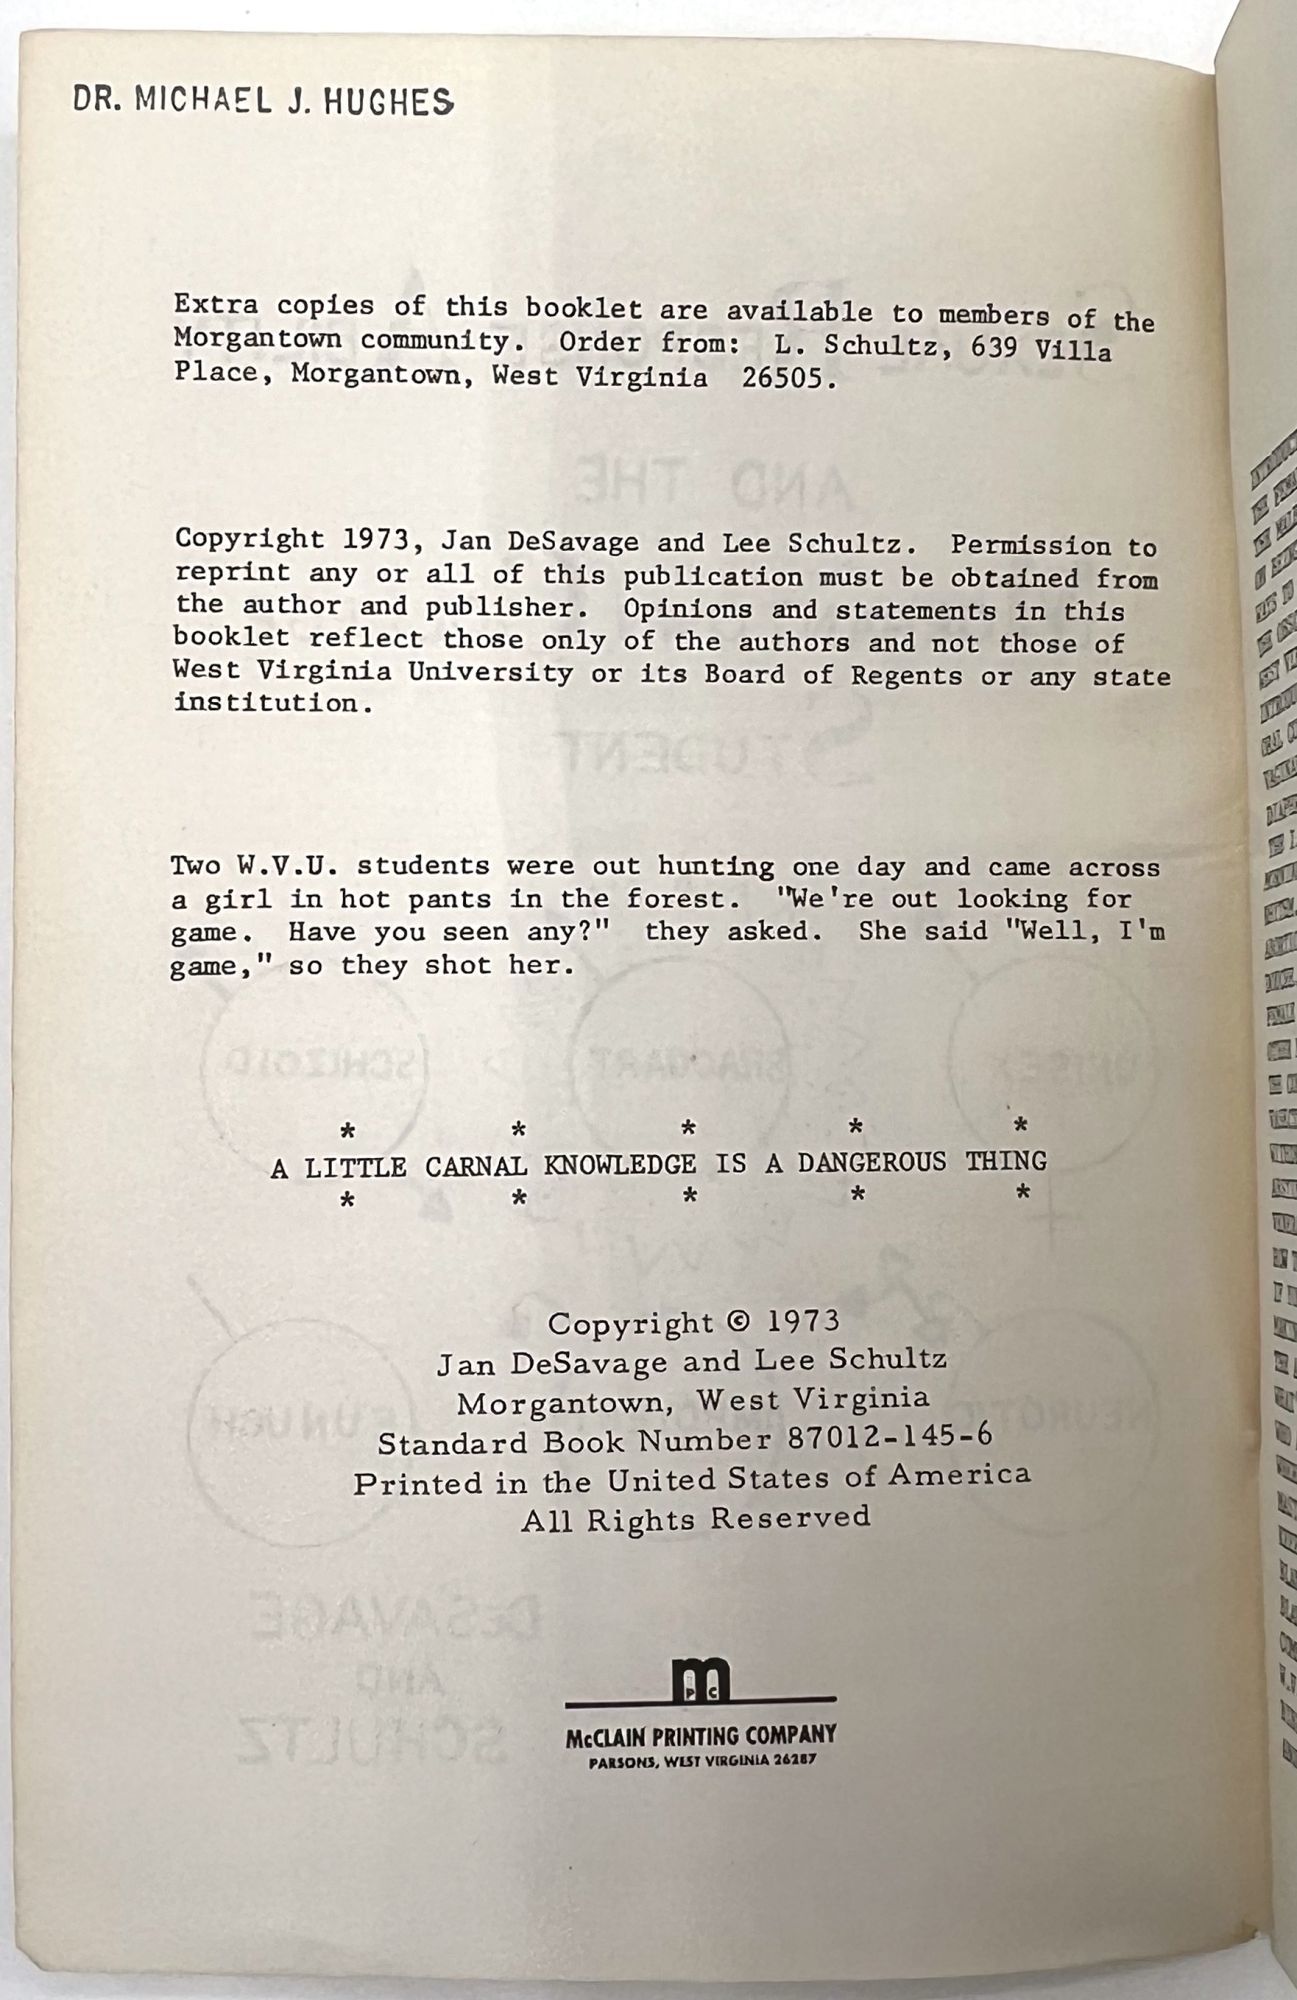 DR. MICHAEL J. HUGHES
Extra copies of this booklet are available to members of the
Morgantown community.  Order from:  L. Schultz, 639 Villa
Place, Morgantown, West Virginia  26505.
Copyright 1973, Jan DeSavage and Lee Schultz.  Permission to
reprint any or all of this publication must be obtained from
the author and publisher.  Opinions and statements in this
booklet reflect those only of the authors and not those of
West Virginia University or its Board of Regents or any state
institution.
Two W.V.U. students were out hunting one day and came across
a girl in hot pants in the forest.  "We're out looking for
game.  Have you seen any?"  they asked.  She said "Well, I'm
game," so they shot her.
* * * * *
A LITTLE CARNAL KNOWLEDGE IS A DANGEROUS THING
* * * * *
Copyright © 1973
Jan DeSavage and Lee Schultz
Morgantown, West Virginia
Standard Book Number 87012-145-6
Printed in the United States of America
All Rights Reserved
m
P C
McCLAIN PRINTING COMPANY
PARSONS, WEST VIRGINIA 26287